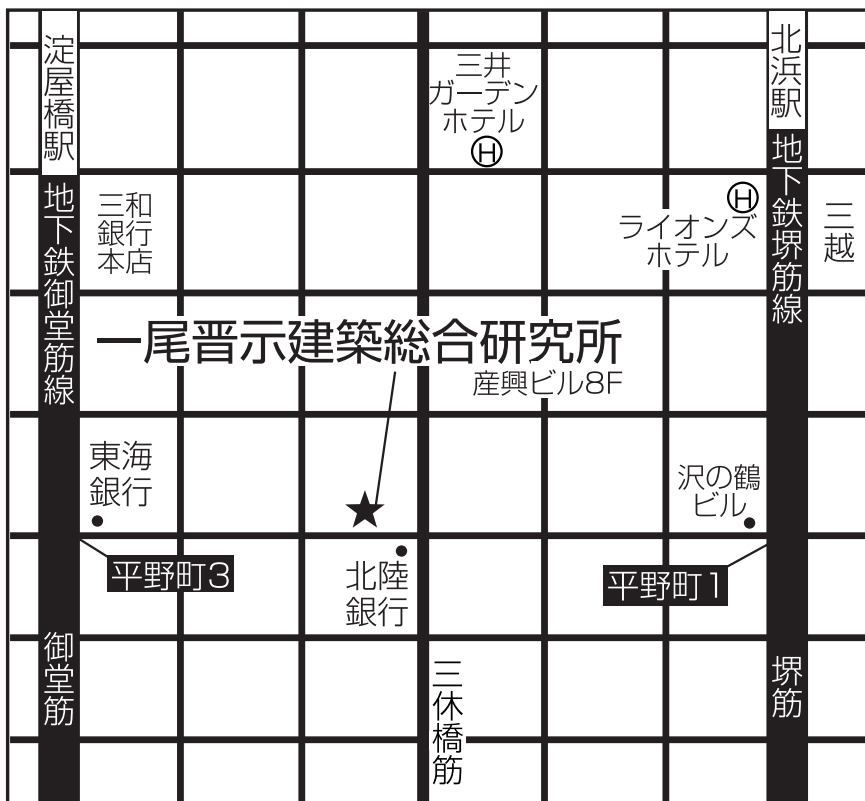 淀屋橋駅
北浜駅
三井
ガーデン
ホテル
H
地下鉄御堂筋線
三和
銀行
本店
H
ライオンズ
ホテル
地下鉄堺筋線
三越
一尾晋示建築総合研究所
産興ビル8F
東海
銀行
沢の鶴
ビル
平野町3
北陸
銀行
平野町1
御堂筋
三休橋筋
堺筋